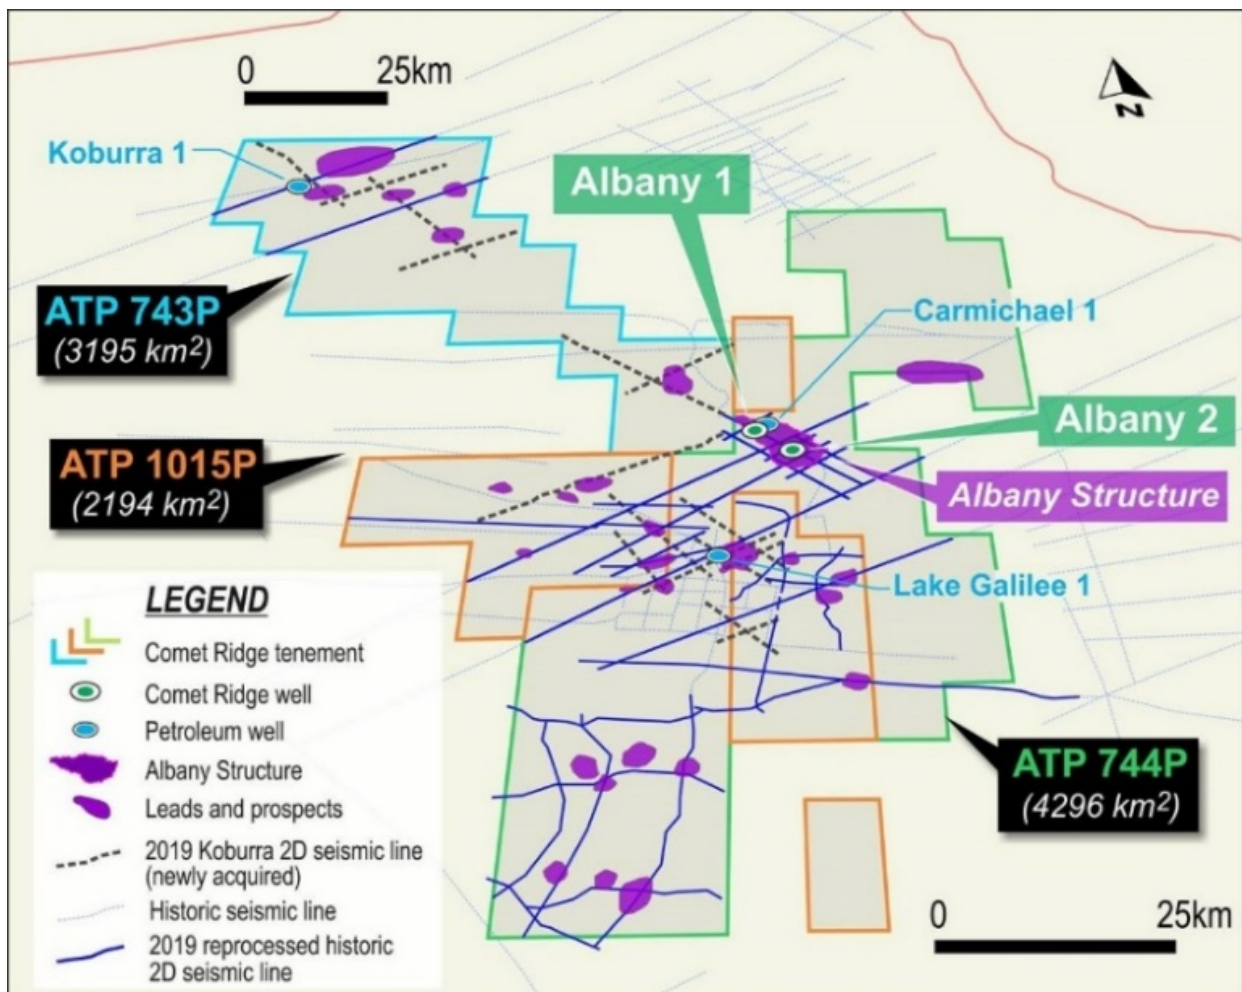 0 25km
N
Koburra 1
Albany 1
ATP 743P
(3195 km²)
Carmichael 1
Albany 2
ATP 1015P
(2194 km²)
Albany Structure
Lake Galilee 1
LEGEND
Comet Ridge tenement
Comet Ridge well
Petroleum well
Albany Structure
Leads and prospects
2019 Koburra 2D seismic line
(newly acquired)
Historic seismic line
2019 reprocessed historic
2D seismic line
ATP 744P
(4296 km²)
0 25km